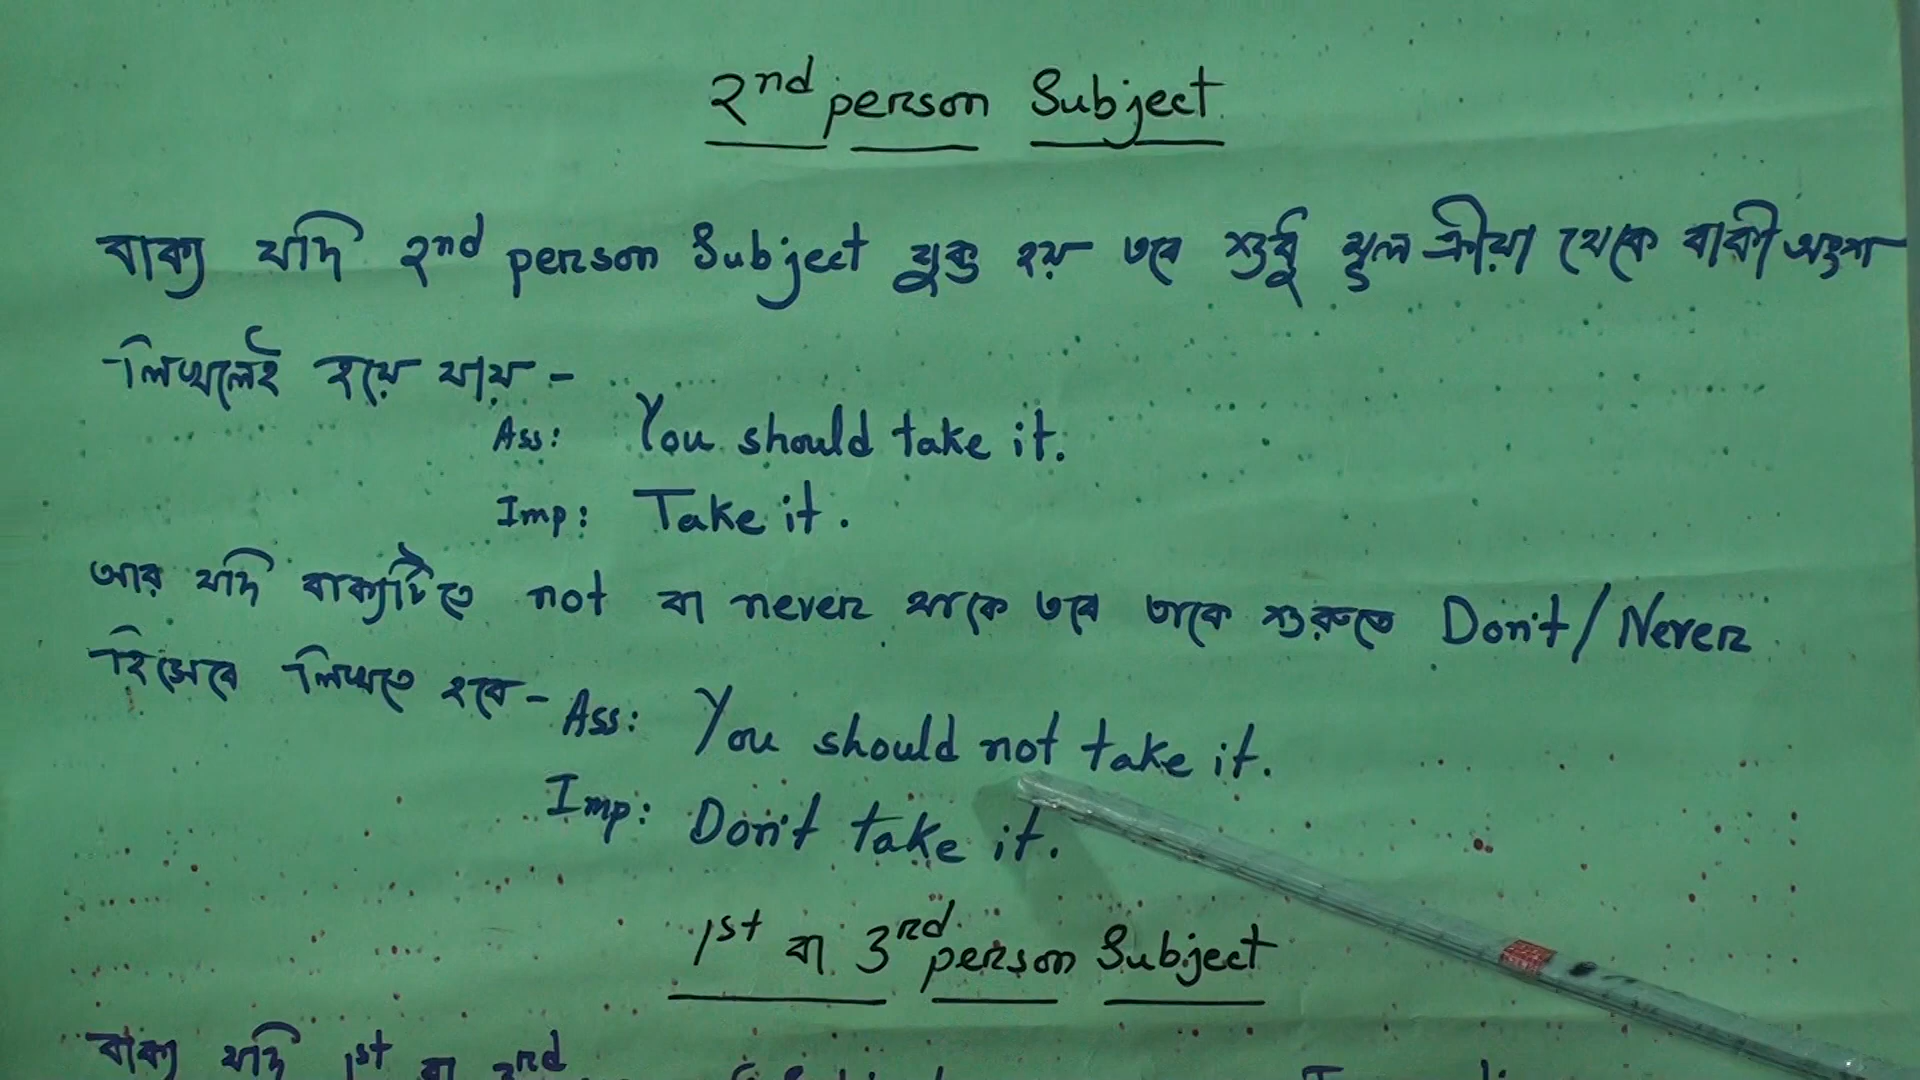 2nd person Subject
বাক্য যদি 2nd person Subject যুক্ত হয় তবে শুধু মূল ক্রীয়া থেকে বাকী অংশ
লিখলেই হয়ে যায় -
Ass: You should take it.
Imp: Take it.
আর যদি বাক্যটিতে not বা never থাকে তবে তাকে শুরুতে Don't / Never
হিসেবে লিখতে হবে -
Ass: You should not take it.
Imp: Don't take it.
1st বা 3rd person Subject
বাক্য যদি 1st বা 3rd